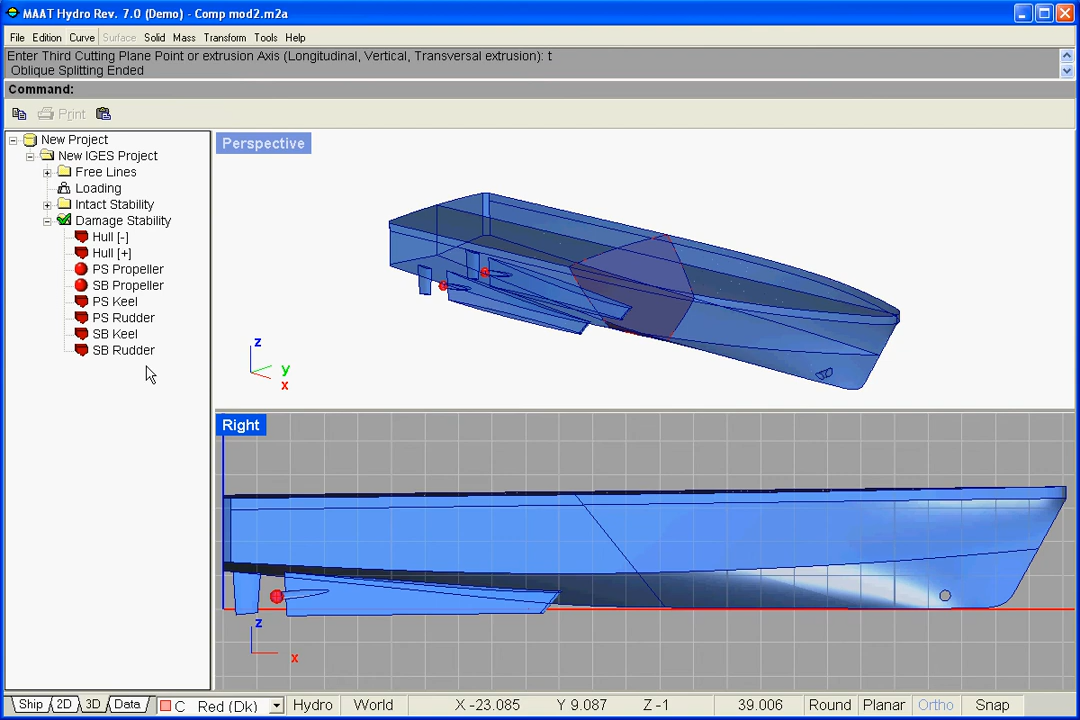 MAAT Hydro Rev. 7.0 (Demo) - Comp mod2.m2a
File Edition Curve Surface Solid Mass Transform Tools Help
Enter Third Cutting Plane Point or extrusion Axis (Longitudinal, Vertical, Transversal extrusion): t
Oblique Splitting Ended
Command:
Print
New Project
New IGES Project
Free Lines
Loading
Intact Stability
Damage Stability
Hull [-]
Hull [+]
PS Propeller
SB Propeller
PS Keel
PS Rudder
SB Keel
SB Rudder
Perspective
z
y
x
Right
z
x
Ship 2D 3D Data C Red (Dk) Hydro World X -23.085 Y 9.087 Z -1 39.006 Round Planar Ortho Snap